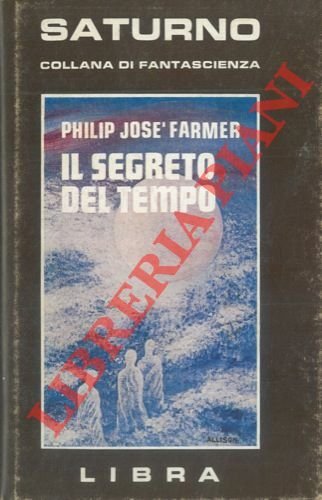 SATURNO
COLLANA DI FANTASCIENZA
PHILIP JOSE' FARMER
IL SEGRETO
DEL TEMPO
LIBRERIA PIANI
ALLISON
LIBRA